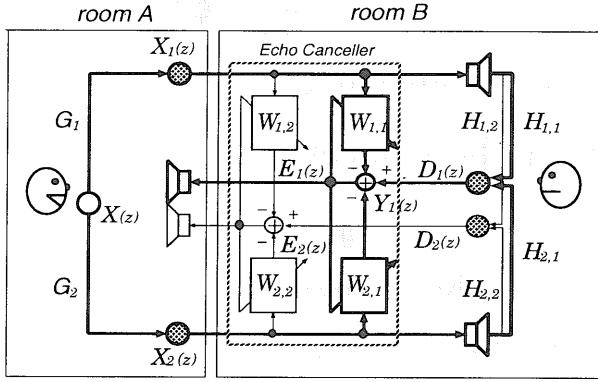 room A
room B
X1(z)
Echo Canceller
G1
W1,2
W1,1
H1,2
H1,1
E1(z)
− − +
D1(z)
X(z)
−
Y1(z)
− +
−
E2(z)
D2(z)
H2,1
G2
W2,2
W2,1
H2,2
X2(z)